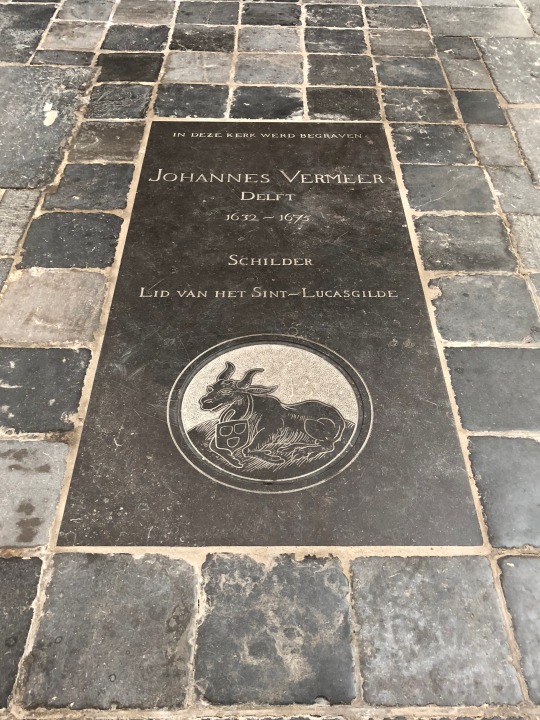 IN DEZE KERK WERD BEGRAVEN
JOHANNES VERMEER
DELFT
1632 – 1675
SCHILDER
LID VAN HET SINT-LUCASGILDE